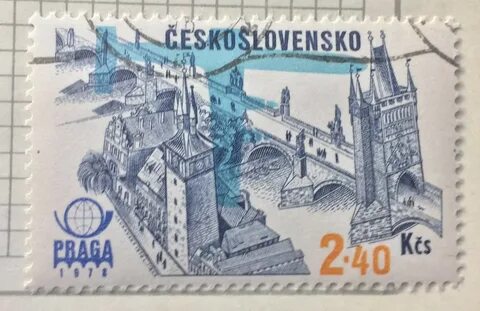 ČESKOSLOVENSKO
PRAGA
1978
2·40 Kčs